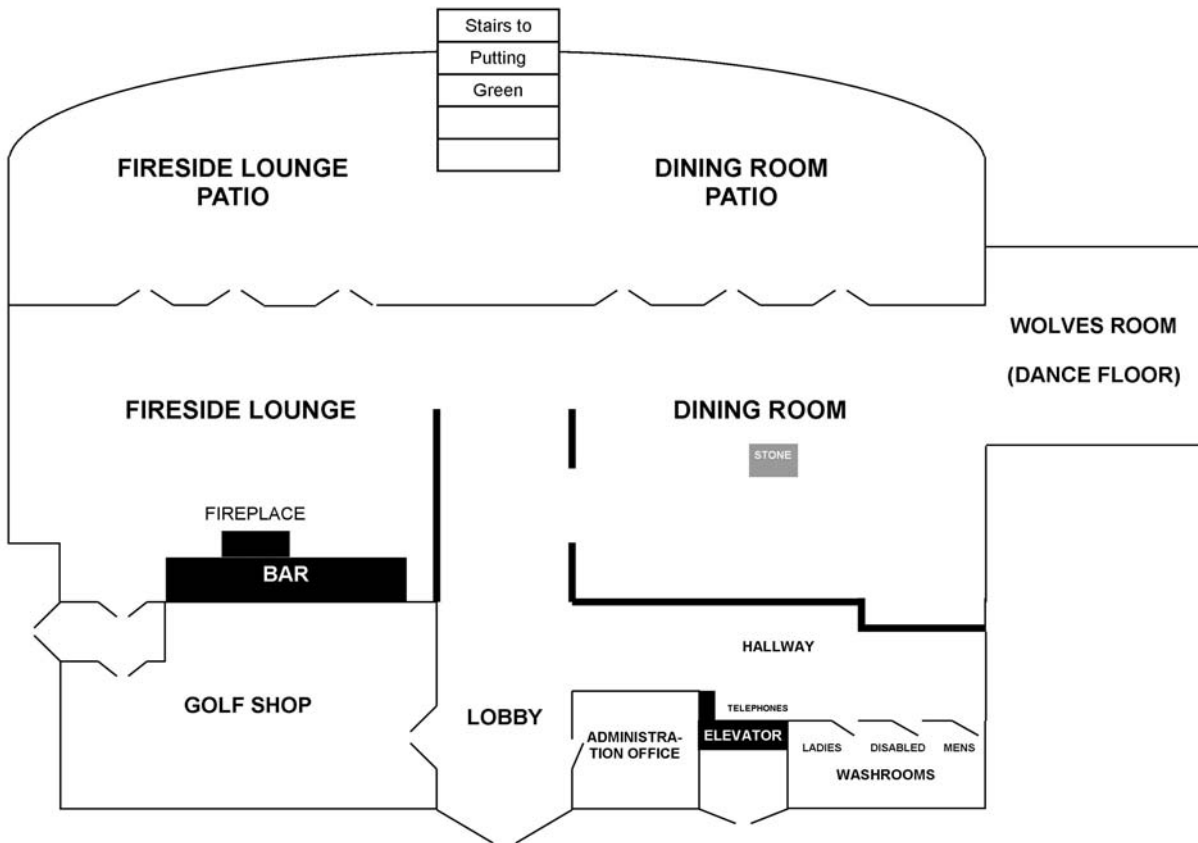 Stairs to
Putting
Green
FIRESIDE LOUNGE
PATIO
DINING ROOM
PATIO
WOLVES ROOM
(DANCE FLOOR)
FIRESIDE LOUNGE
DINING ROOM
STONE
FIREPLACE
BAR
HALLWAY
GOLF SHOP
LOBBY
TELEPHONES
ADMINISTRA-
TION OFFICE
ELEVATOR
LADIES
DISABLED
MENS
WASHROOMS